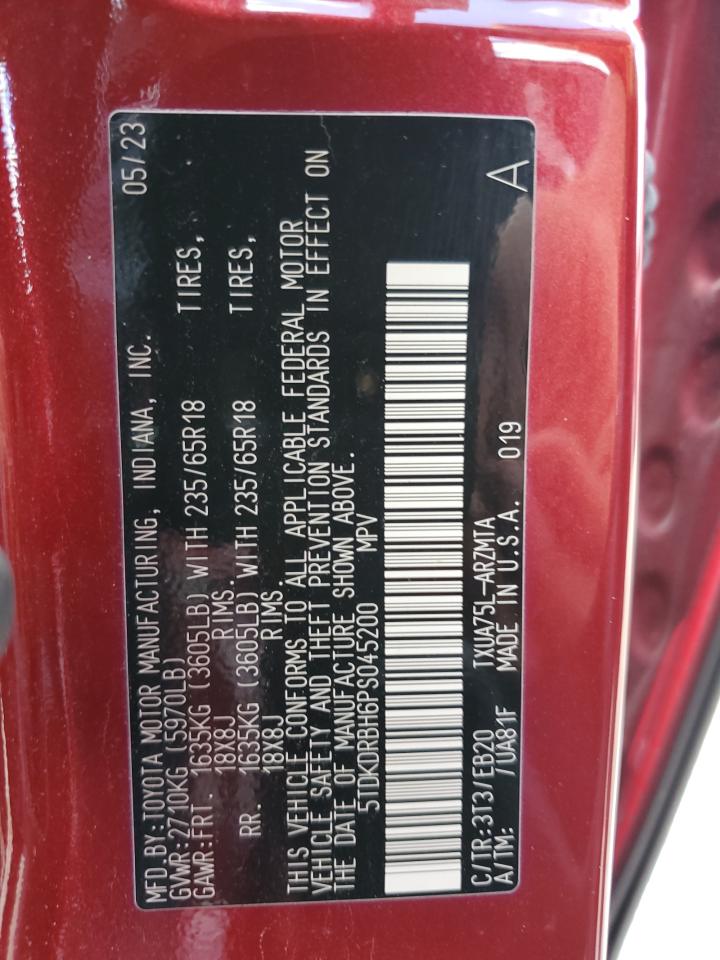 MFD.BY:TOYOTA MOTOR MANUFACTURING, INDIANA, INC. 05/23
GVWR:2710KG (5970LB)
GAWR:FRT. 1635KG (3605LB) WITH 235/65R18 TIRES,
18X8J RIMS.
RR. 1635KG (3605LB) WITH 235/65R18 TIRES,
18X8J RIMS.
THIS VEHICLE CONFORMS TO ALL APPLICABLE FEDERAL MOTOR
VEHICLE SAFETY AND THEFT PREVENTION STANDARDS IN EFFECT ON
THE DATE OF MANUFACTURE SHOWN ABOVE.
5TDKDRBH6PS045200 MPV
C/TR:3T3/EB20 TXUA75L-ARZMTA 019 A
A/TM: /UA81F MADE IN U.S.A.